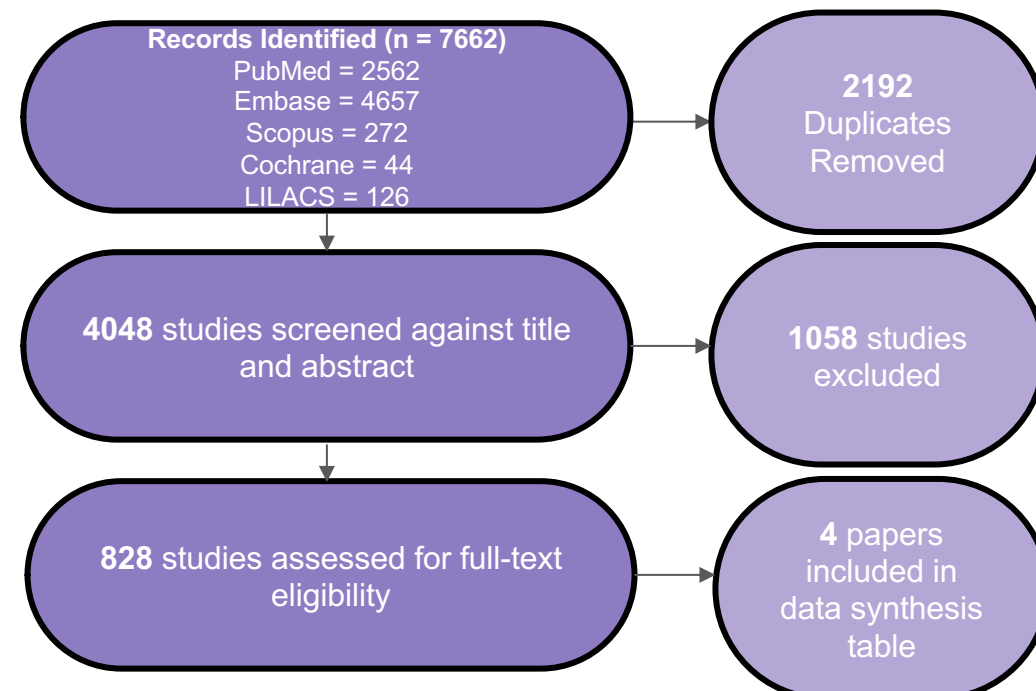 Records Identified (n = 7662)
PubMed = 2562
Embase = 4657
Scopus = 272
Cochrane = 44
LILACS = 126
2192
Duplicates
Removed
4048 studies screened against title
and abstract
1058 studies
excluded
828 studies assessed for full-text
eligibility
4 papers
included in
data synthesis
table